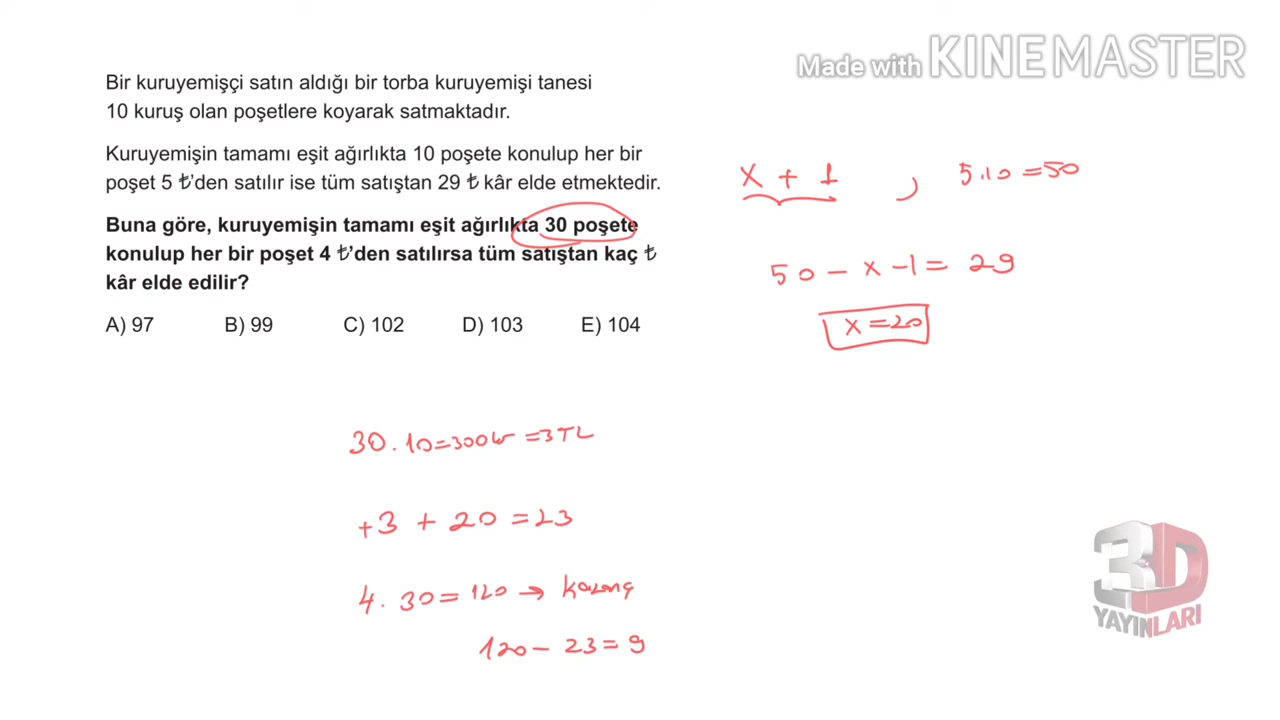 Made with KINEMASTER
Bir kuruyemişçi satın aldığı bir torba kuruyemişi tanesi
10 kuruş olan poşetlere koyarak satmaktadır.
Kuruyemişin tamamı eşit ağırlıkta 10 poşete konulup her bir
poşet 5 ₺'den satılır ise tüm satıştan 29 ₺ kâr elde etmektedir.
Buna göre, kuruyemişin tamamı eşit ağırlıkta 30 poşete
konulup her bir poşet 4 ₺'den satılırsa tüm satıştan kaç ₺
kâr elde edilir?
A) 97 B) 99 C) 102 D) 103 E) 104
x + 1 , 5.10 = 50
50 - x - 1 = 29
x = 20
30.10=300kr =3TL
+3 + 20 = 23
4.30 = 120 → kazanç
120 - 23 = 9
3D
YAYINLARI